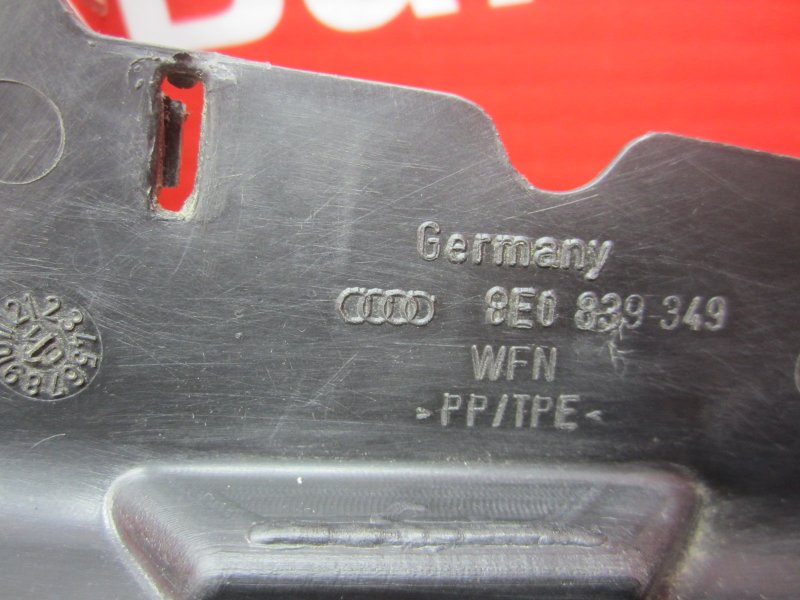 Germany
8E0 839 349
WFN
>PP/TPE<